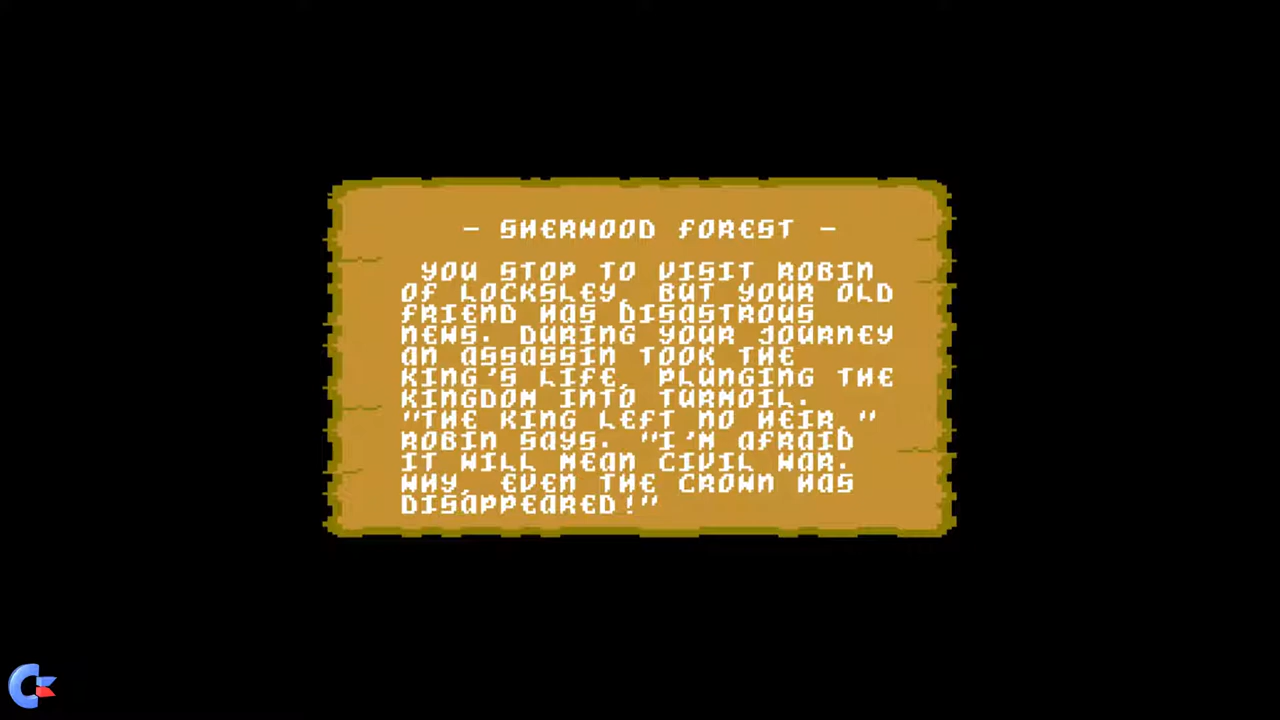 - SHERWOOD FOREST -
YOU STOP TO VISIT ROBIN
OF LOCKSLEY, BUT YOUR OLD
FRIEND HAS DISASTROUS
NEWS. DURING YOUR JOURNEY
AN ASSASSIN TOOK THE
KING'S LIFE, PLUNGING THE
KINGDOM INTO TURMOIL.
"THE KING LEFT NO HEIR,"
ROBIN SAYS. "I'M AFRAID
IT WILL MEAN CIVIL WAR.
WHY, EVEN THE CROWN HAS
DISAPPEARED!"